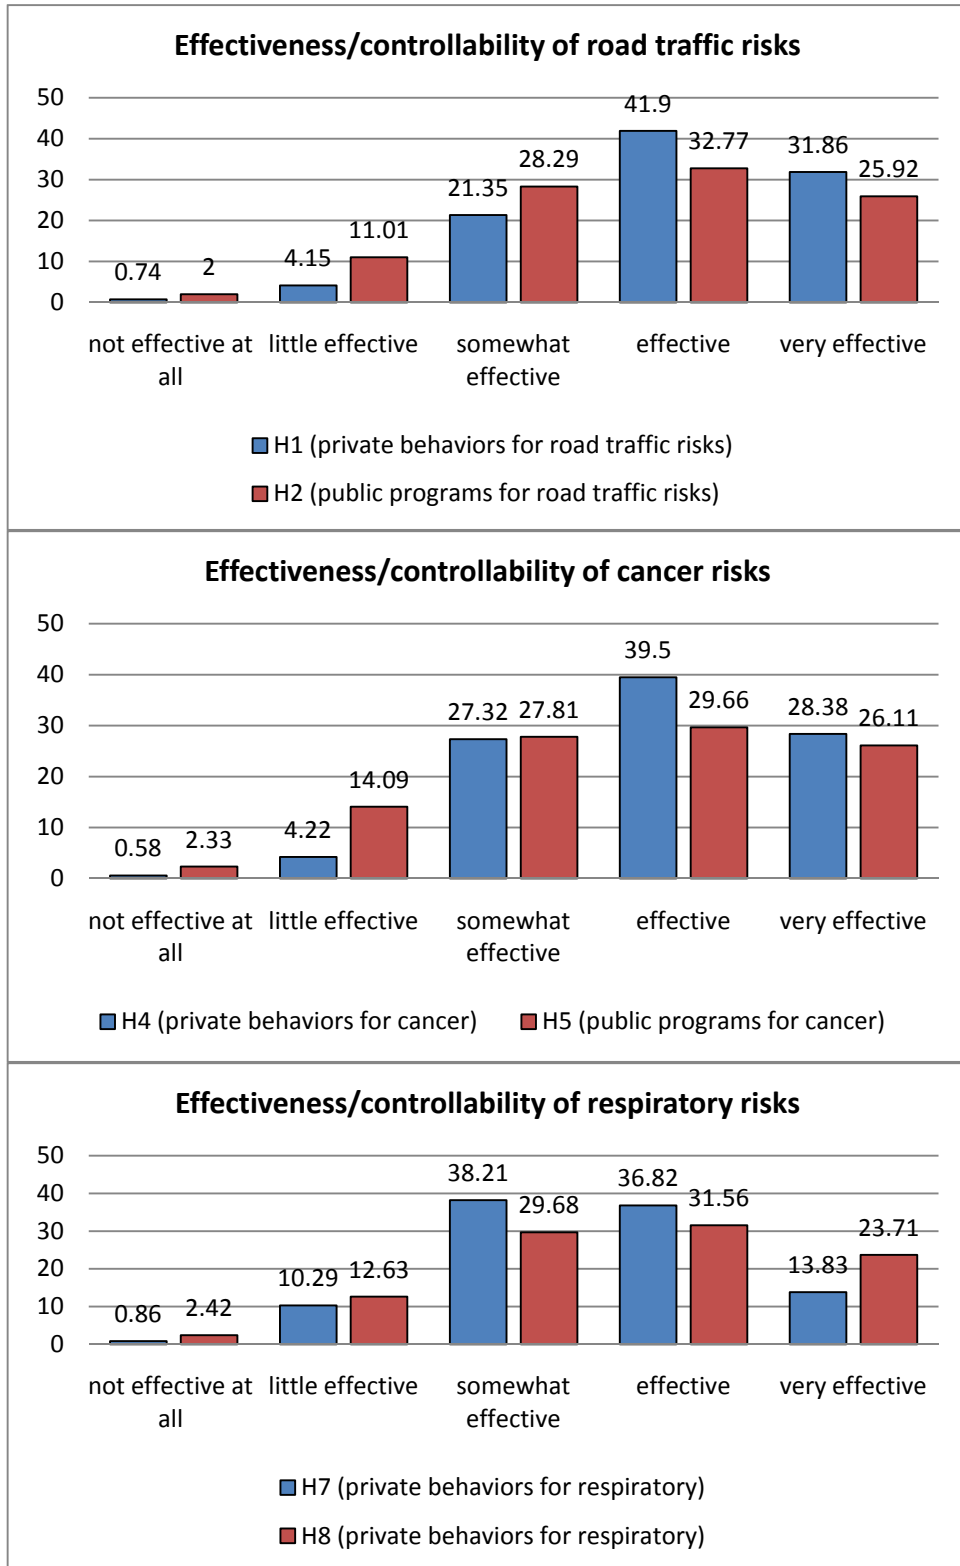 Effectiveness/controllability of road traffic risks
50
40
30
20
10
0
0.74
2
4.15
11.01
21.35
28.29
41.9
32.77
31.86
25.92
not effective at all
little effective
somewhat effective
effective
very effective
H1 (private behaviors for road traffic risks)
H2 (public programs for road traffic risks)
Effectiveness/controllability of cancer risks
50
40
30
20
10
0
0.58
2.33
4.22
14.09
27.32
27.81
39.5
29.66
28.38
26.11
not effective at all
little effective
somewhat effective
effective
very effective
H4 (private behaviors for cancer)
H5 (public programs for cancer)
Effectiveness/controllability of respiratory risks
50
40
30
20
10
0
0.86
2.42
10.29
12.63
38.21
29.68
36.82
31.56
13.83
23.71
not effective at all
little effective
somewhat effective
effective
very effective
H7 (private behaviors for respiratory)
H8 (private behaviors for respiratory)